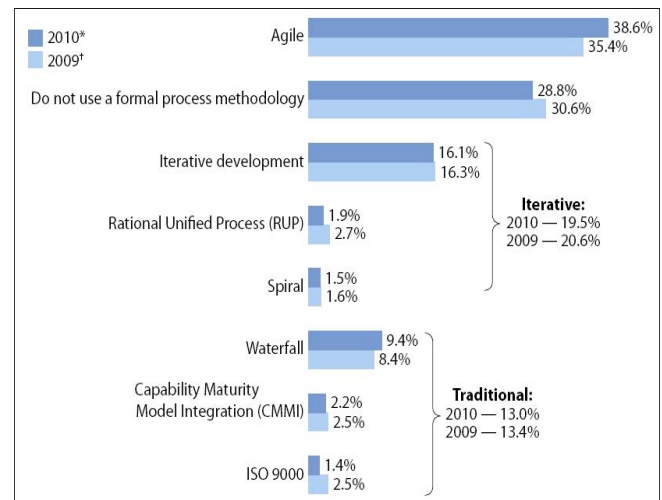 2010*
2009†
Agile
38.6%
35.4%
Do not use a formal process methodology
28.8%
30.6%
Iterative development
16.1%
16.3%
Rational Unified Process (RUP)
1.9%
2.7%
Spiral
1.5%
1.6%
Iterative:
2010 — 19.5%
2009 — 20.6%
Waterfall
9.4%
8.4%
Capability Maturity
Model Integration (CMMI)
2.2%
2.5%
ISO 9000
1.4%
2.5%
Traditional:
2010 — 13.0%
2009 — 13.4%